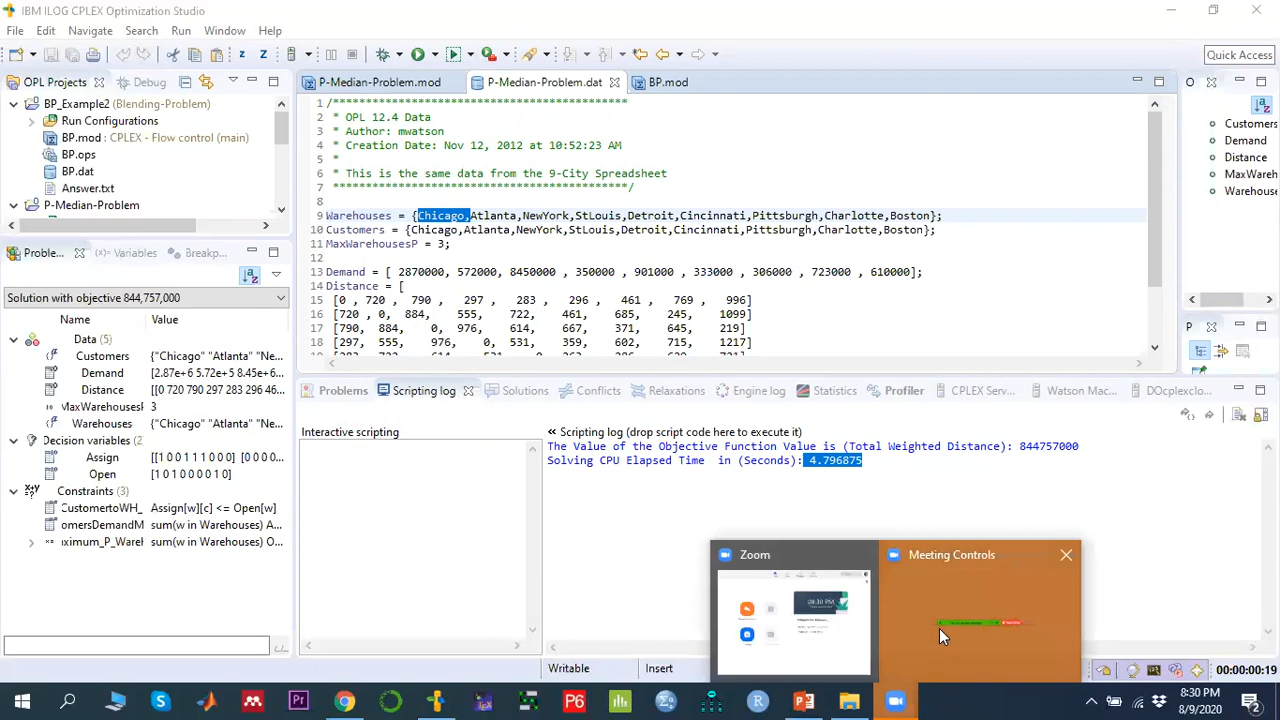 IBM ILOG CPLEX Optimization Studio
File Edit Navigate Search Run Window Help
Quick Access
OPL Projects
Debug
P-Median-Problem.mod
P-Median-Problem.dat
BP.mod
BP_Example2 (Blending-Problem)
Run Configurations
BP.mod : CPLEX - Flow control (main)
BP.ops
BP.dat
Answer.txt
P-Median-Problem
1 /*********************************************
2 * OPL 12.4 Data
3 * Author: mwatson
4 * Creation Date: Nov 12, 2012 at 10:52:23 AM
5 *
6 * This is the same data from the 9-City Spreadsheet
7 *********************************************/
8
9 Warehouses = {Chicago,Atlanta,NewYork,StLouis,Detroit,Cincinnati,Pittsburgh,Charlotte,Boston};
10 Customers = {Chicago,Atlanta,NewYork,StLouis,Detroit,Cincinnati,Pittsburgh,Charlotte,Boston};
11 MaxWarehousesP = 3;
12
13 Demand = [ 2870000, 572000, 8450000 , 350000 , 901000 , 333000 , 306000 , 723000 , 610000];
14 Distance = [
15 [0 , 720 , 790 , 297 , 283 , 296 , 461 , 769 , 996]
16 [720 , 0, 884, 555, 722, 461, 685, 245, 1099]
17 [790, 884, 0, 976, 614, 667, 371, 645, 219]
18 [297, 555, 976, 0, 531, 359, 602, 715, 1217]
O
Customers
Demand
Distance
MaxWareh
Warehous
P
Proble...
(x)= Variables
Breakp...
Solution with objective 844,757,000
Name Value
Data (5)
Customers {"Chicago" "Atlanta" "Ne...
Demand [2.87e+6 5.72e+5 8.45e+6...
Distance [[0 720 790 297 283 296 46...
MaxWarehousesP 3
Warehouses {"Chicago" "Atlanta" "Ne...
Decision variables (2
Assign [[1 0 0 1 1 1 0 0 0] [0 0 0 0...
Open [1 0 1 0 0 0 0 1 0]
Constraints (3)
CustomertoWH_ Assign[w][c] <= Open[w]
omersDemandM sum(w in Warehouses) A...
ximum_P_Wareh sum(w in Warehouses) O...
Problems
Scripting log
Solutions
Conflicts
Relaxations
Engine log
Statistics
Profiler
CPLEX Serv...
Watson Mac...
DOcplexclo...
Interactive scripting
Scripting log (drop script code here to execute it)
The Value of the Objective Function Value is (Total Weighted Distance): 844757000
Solving CPU Elapsed Time in (Seconds): 4.796875
Zoom
Meeting Controls
08:30 PM
Writable
Insert
00:00:00:19
8:30 PM
8/9/2020
2